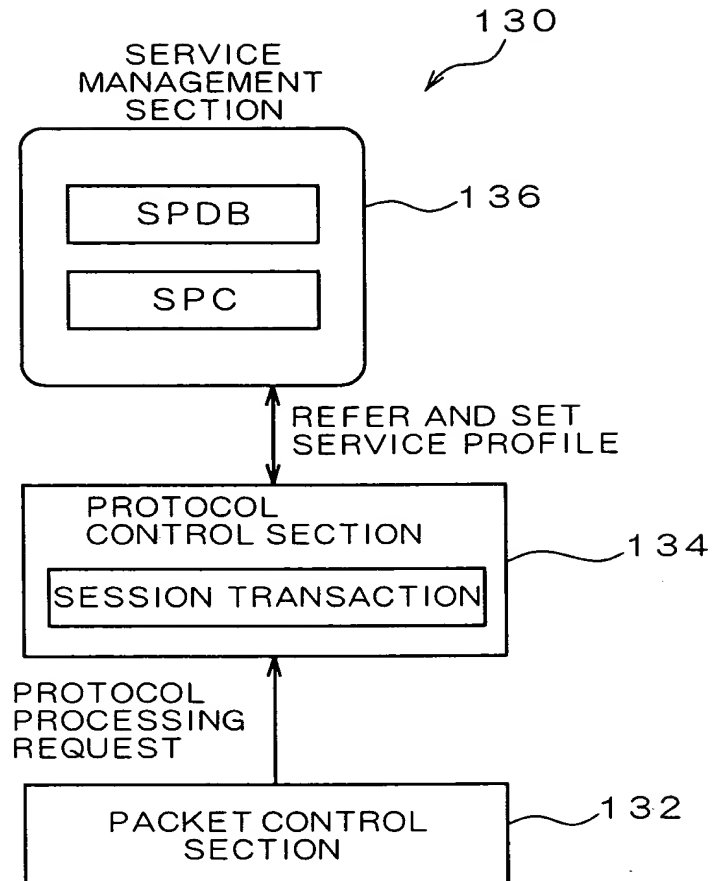 130
SERVICE
MANAGEMENT
SECTION
136
SPDB
SPC
REFER AND SET
SERVICE PROFILE
PROTOCOL
CONTROL SECTION
134
SESSION TRANSACTION
PROTOCOL
PROCESSING
REQUEST
132
PACKET CONTROL
SECTION